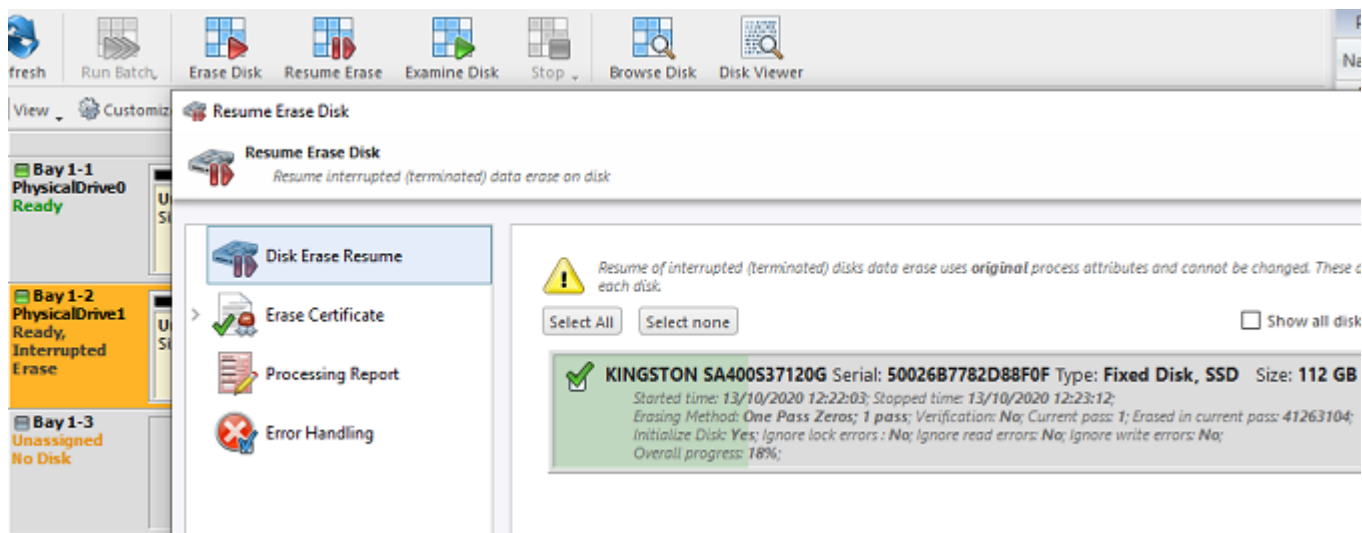 fresh
Run Batch
Erase Disk
Resume Erase
Examine Disk
Stop
Browse Disk
Disk Viewer
View
Customiz
Resume Erase Disk
Resume Erase Disk
Resume interrupted (terminated) data erase on disk
Bay 1-1
PhysicalDrive0
Ready
Bay 1-2
PhysicalDrive1
Ready,
Interrupted
Erase
Bay 1-3
Unassigned
No Disk
Disk Erase Resume
Erase Certificate
Processing Report
Error Handling
Resume of interrupted (terminated) disks data erase uses original process attributes and cannot be changed. These
each disk.
Select All
Select none
Show all disk
KINGSTON SA400S37120G Serial: 50026B7782D88F0F Type: Fixed Disk, SSD Size: 112 GB
Started time: 13/10/2020 12:22:03; Stopped time: 13/10/2020 12:23:12;
Erasing Method: One Pass Zeros; 1 pass; Verification: No; Current pass: 1; Erased in current pass: 41263104;
Initialize Disk: Yes; Ignore lock errors : No; Ignore read errors: No; Ignore write errors: No;
Overall progress: 18%;